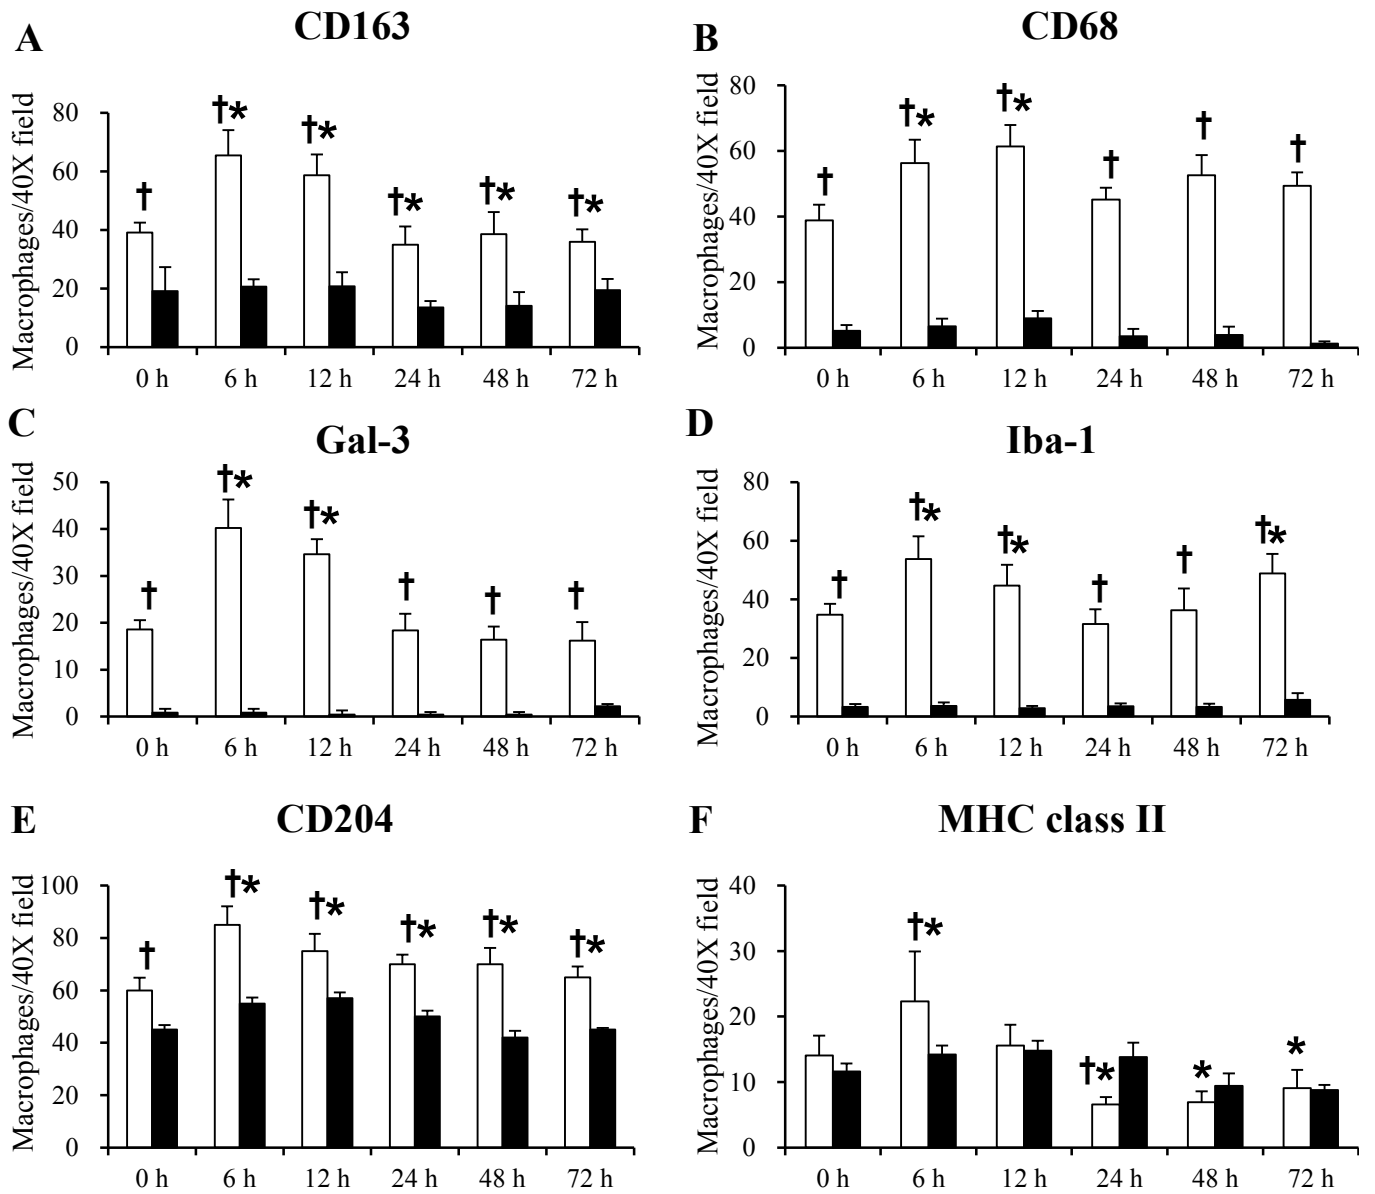 A CD163
Macrophages/40X field
80
60
40
20
0
†* †* † †* †* †*
0 h 6 h 12 h 24 h 48 h 72 h
B CD68
Macrophages/40X field
80
60
40
20
0
† †* †* † † †
0 h 6 h 12 h 24 h 48 h 72 h
C Gal-3
Macrophages/40X field
50
40
30
20
10
0
† †* †* † † †
0 h 6 h 12 h 24 h 48 h 72 h
D Iba-1
Macrophages/40X field
80
60
40
20
0
† †* †* † † †*
0 h 6 h 12 h 24 h 48 h 72 h
E CD204
Macrophages/40X field
100
80
60
40
20
0
† †* †* †* †* †*
0 h 6 h 12 h 24 h 48 h 72 h
F MHC class II
Macrophages/40X field
40
30
20
10
0
†* †* * *
0 h 6 h 12 h 24 h 48 h 72 h